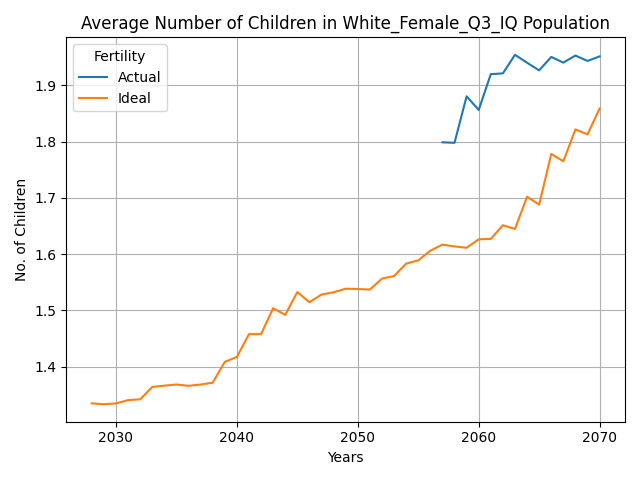 Average Number of Children in White_Female_Q3_IQ Population
Fertility
Actual
Ideal
No. of Children
1.9
1.8
1.7
1.6
1.5
1.4
2030 2040 2050 2060 2070
Years